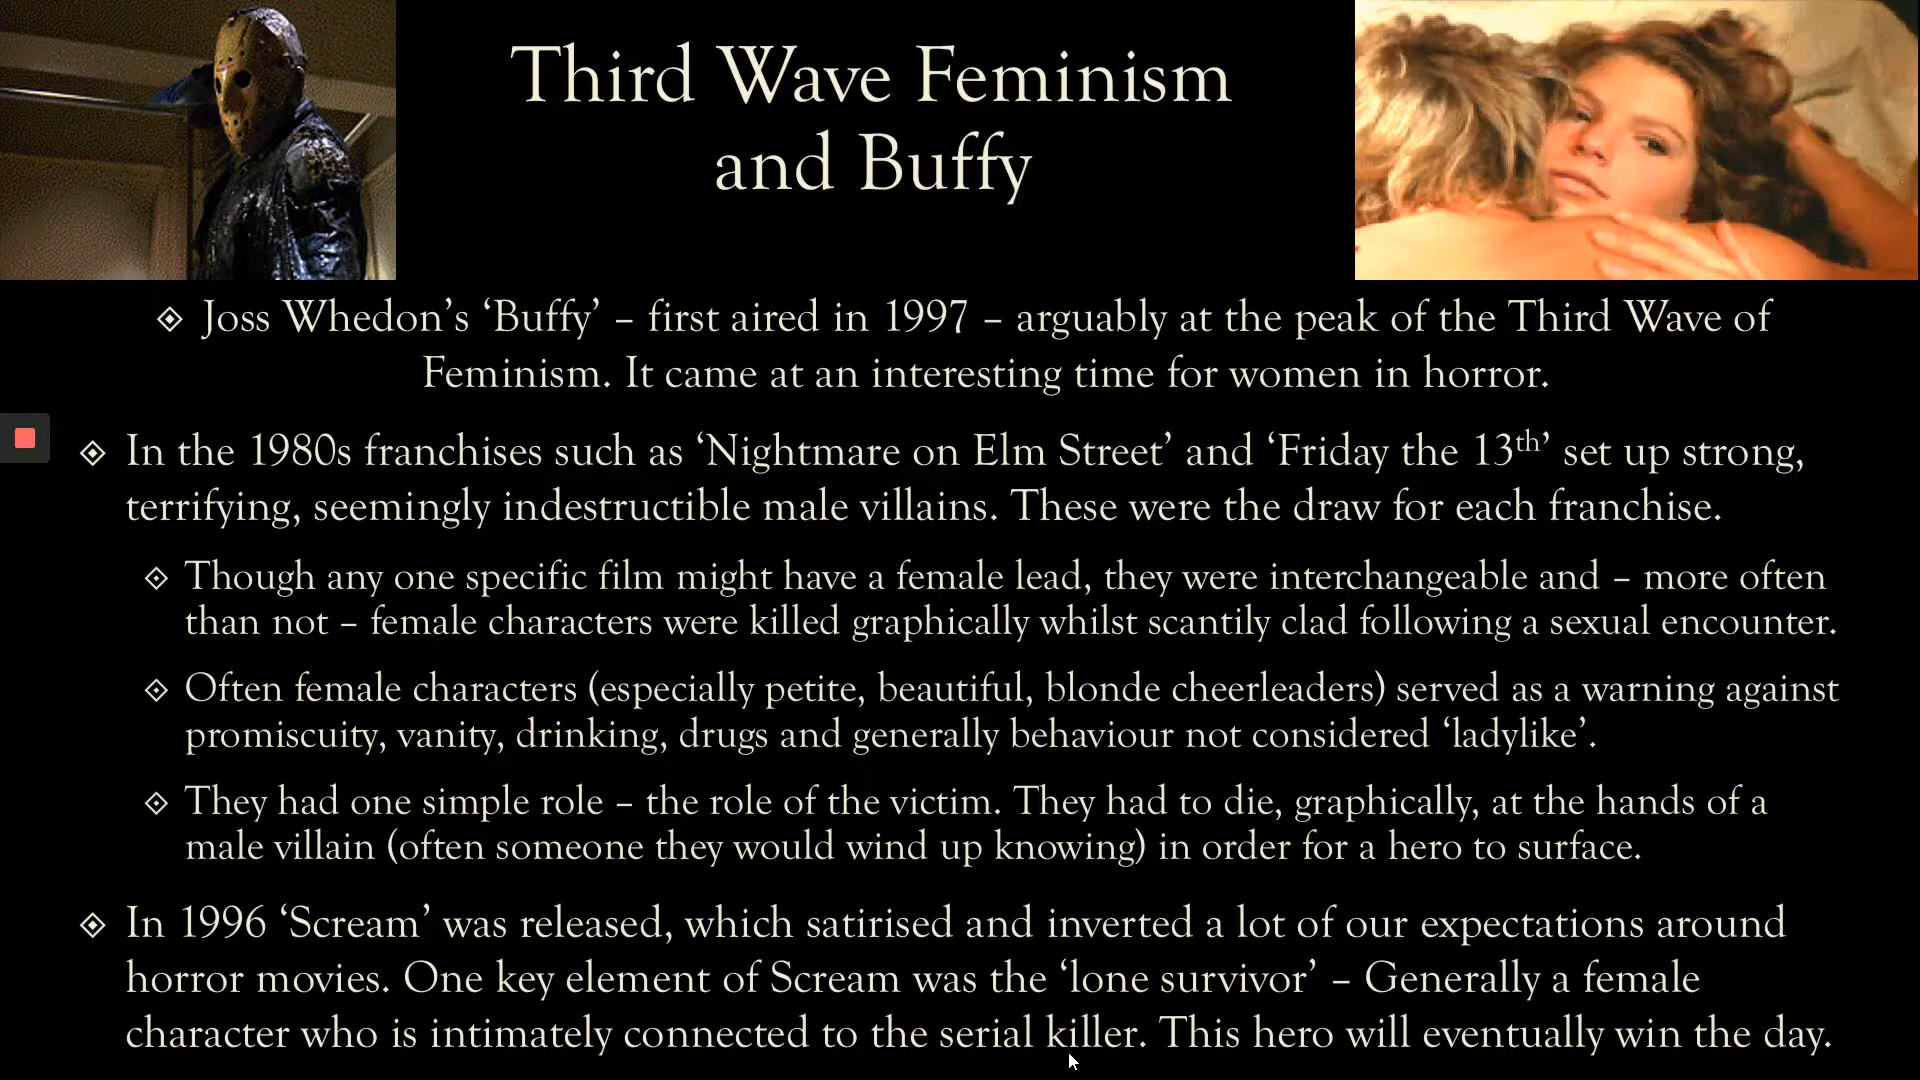 Third Wave Feminism
and Buffy
Joss Whedon’s ‘Buffy’ – first aired in 1997 – arguably at the peak of the Third Wave of
Feminism. It came at an interesting time for women in horror.
In the 1980s franchises such as ‘Nightmare on Elm Street’ and ‘Friday the 13th’ set up strong,
terrifying, seemingly indestructible male villains. These were the draw for each franchise.
Though any one specific film might have a female lead, they were interchangeable and – more often
than not – female characters were killed graphically whilst scantily clad following a sexual encounter.
Often female characters (especially petite, beautiful, blonde cheerleaders) served as a warning against
promiscuity, vanity, drinking, drugs and generally behaviour not considered ‘ladylike’.
They had one simple role – the role of the victim. They had to die, graphically, at the hands of a
male villain (often someone they would wind up knowing) in order for a hero to surface.
In 1996 ‘Scream’ was released, which satirised and inverted a lot of our expectations around
horror movies. One key element of Scream was the ‘lone survivor’ – Generally a female
character who is intimately connected to the serial killer. This hero will eventually win the day.